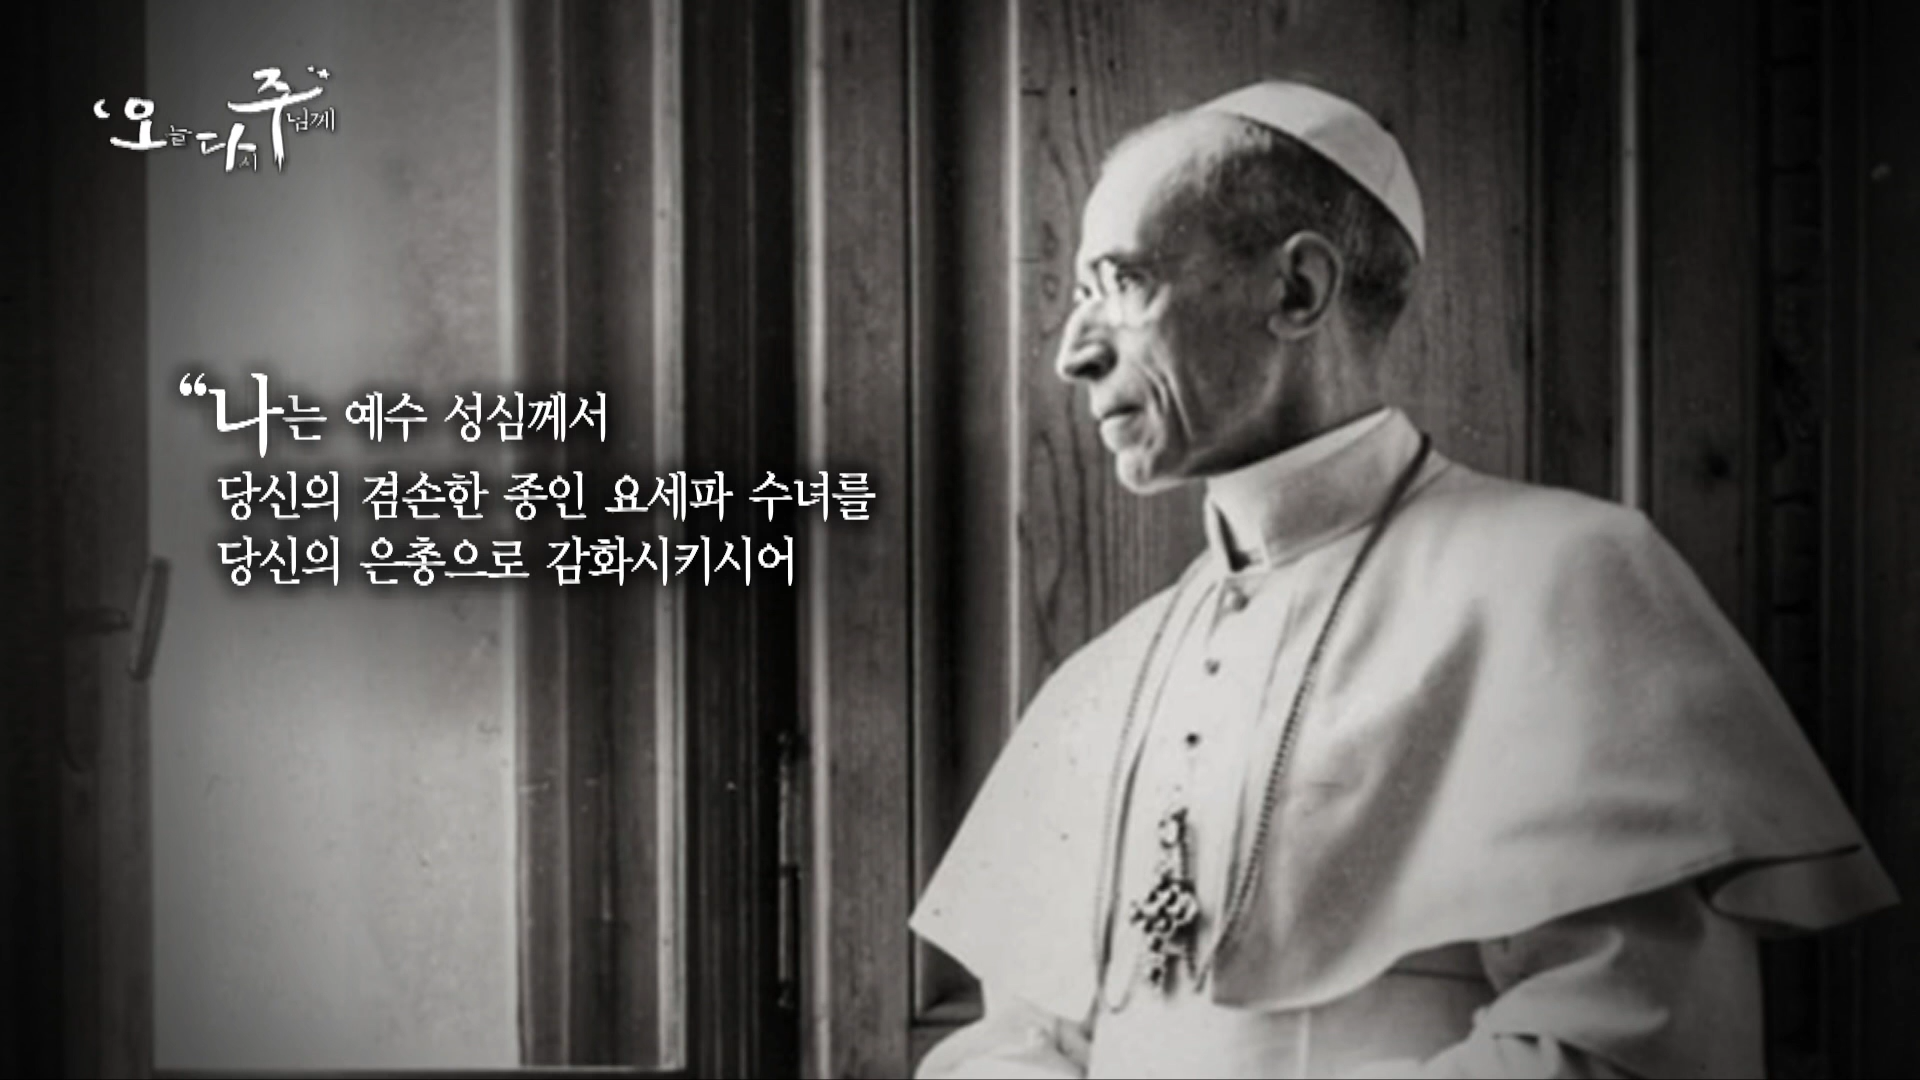 오늘 다시 주님께
“나는 예수 성심께서
당신의 겸손한 종인 요세파 수녀를
당신의 은총으로 감화시키시어